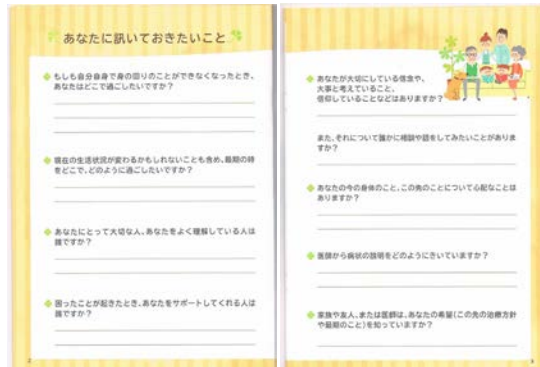 あなたに訊いておきたいこと
もしも自分自身で身の回りのことができなくなったとき、
あなたはどこで過ごしたいですか？
現在の生活状況が変わるかもしれないことも含め、最期の時
をどこで、どのように過ごしたいですか？
あなたにとって大切な人、あなたをよく理解している人は
誰ですか？
困ったことが起きたとき、あなたをサポートしてくれる人は
誰ですか？
2
あなたが大切にしている信念や、
大事と考えていること、
信仰していることなどはありますか？
また、それについて誰かに相談や話をしてみたいことがありま
すか？
あなたの今の身体のこと、この先のことについて心配なことは
ありますか？
医師から病状の説明をどのようにきいていますか？
家族や友人、または医師は、あなたの希望(この先の治療方針
や最期のこと)を知っていますか？
3